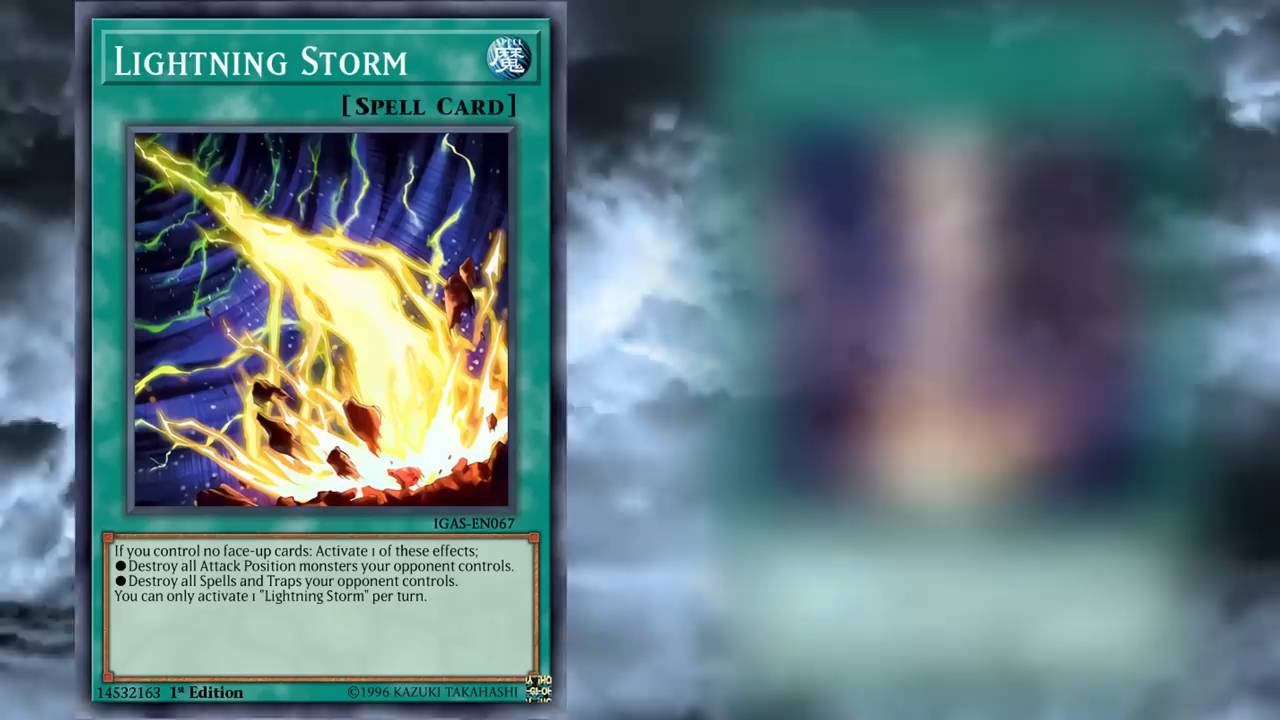 LIGHTNING STORM
SPELL
魔
[SPELL CARD]
IGAS-EN067
If you control no face-up cards: Activate 1 of these effects;
●Destroy all Attack Position monsters your opponent controls.
●Destroy all Spells and Traps your opponent controls.
You can only activate 1 "Lightning Storm" per turn.
14532163 1st Edition ©1996 KAZUKI TAKAHASHI